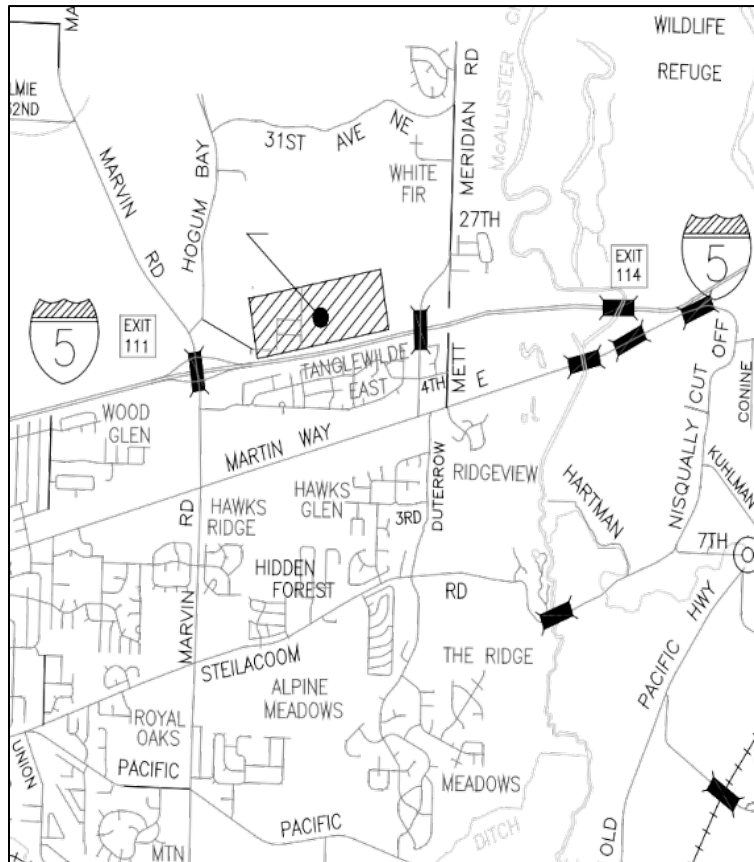 MA
WILDLIFE
REFUGE
LMIE
52ND
MARVIN
RD
HOGUM BAY
31ST AVE NE
WHITE
FIR
MERIDIAN RD
McALLISTER
27TH
EXIT
114
5
5
EXIT
111
TANGLEWILDE
EAST
4TH
METT
E
WOOD
GLEN
MARTIN WAY
NISQUALLY CUT OFF
CONINE
KUHLMAN
HAWKS
RIDGE
HAWKS
GLEN
3RD
DUTERROW
RIDGEVIEW
HARTMAN
7TH
MARVIN RD
HIDDEN
FOREST
STEILACOOM
RD
THE RIDGE
ALPINE
MEADOWS
ROYAL
OAKS
MEADOWS
OLD PACIFIC HWY
UNION
PACIFIC
PACIFIC
DITCH
MTN